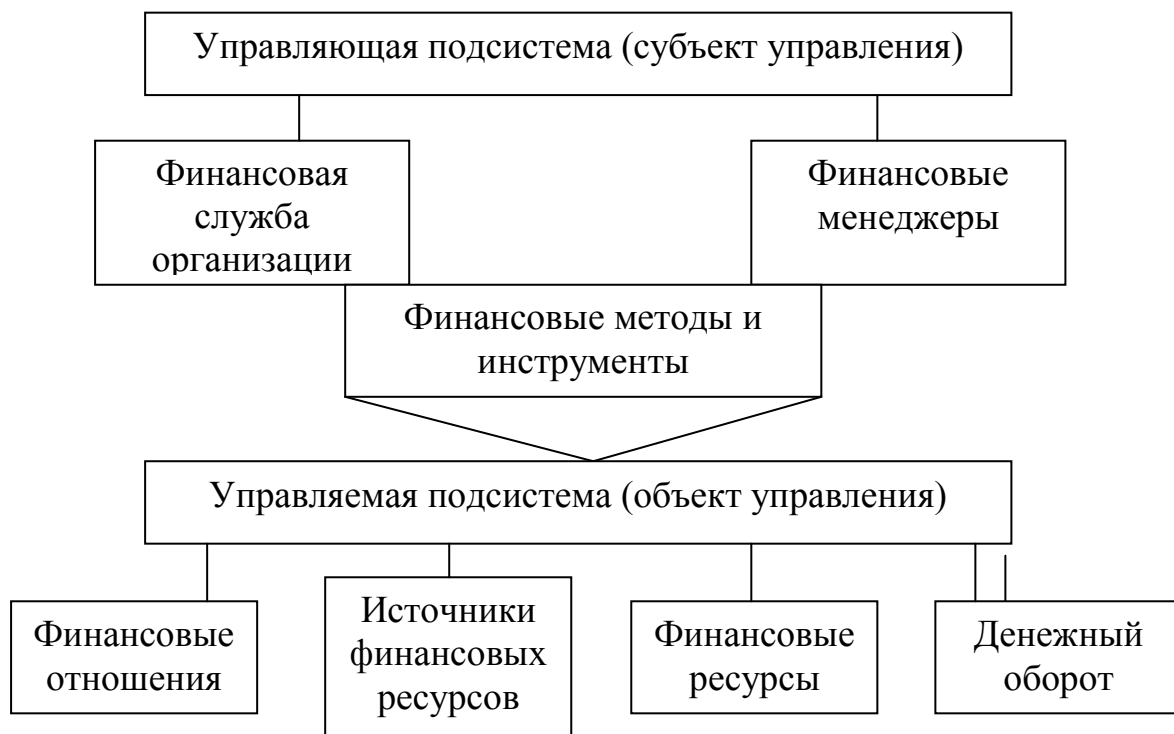 Управляющая подсистема (субъект управления)
Финансовая
служба
организации
Финансовые
менеджеры
Финансовые методы и
инструменты
Управляемая подсистема (объект управления)
Финансовые
отношения
Источники
финансовых
ресурсов
Финансовые
ресурсы
Денежный
оборот